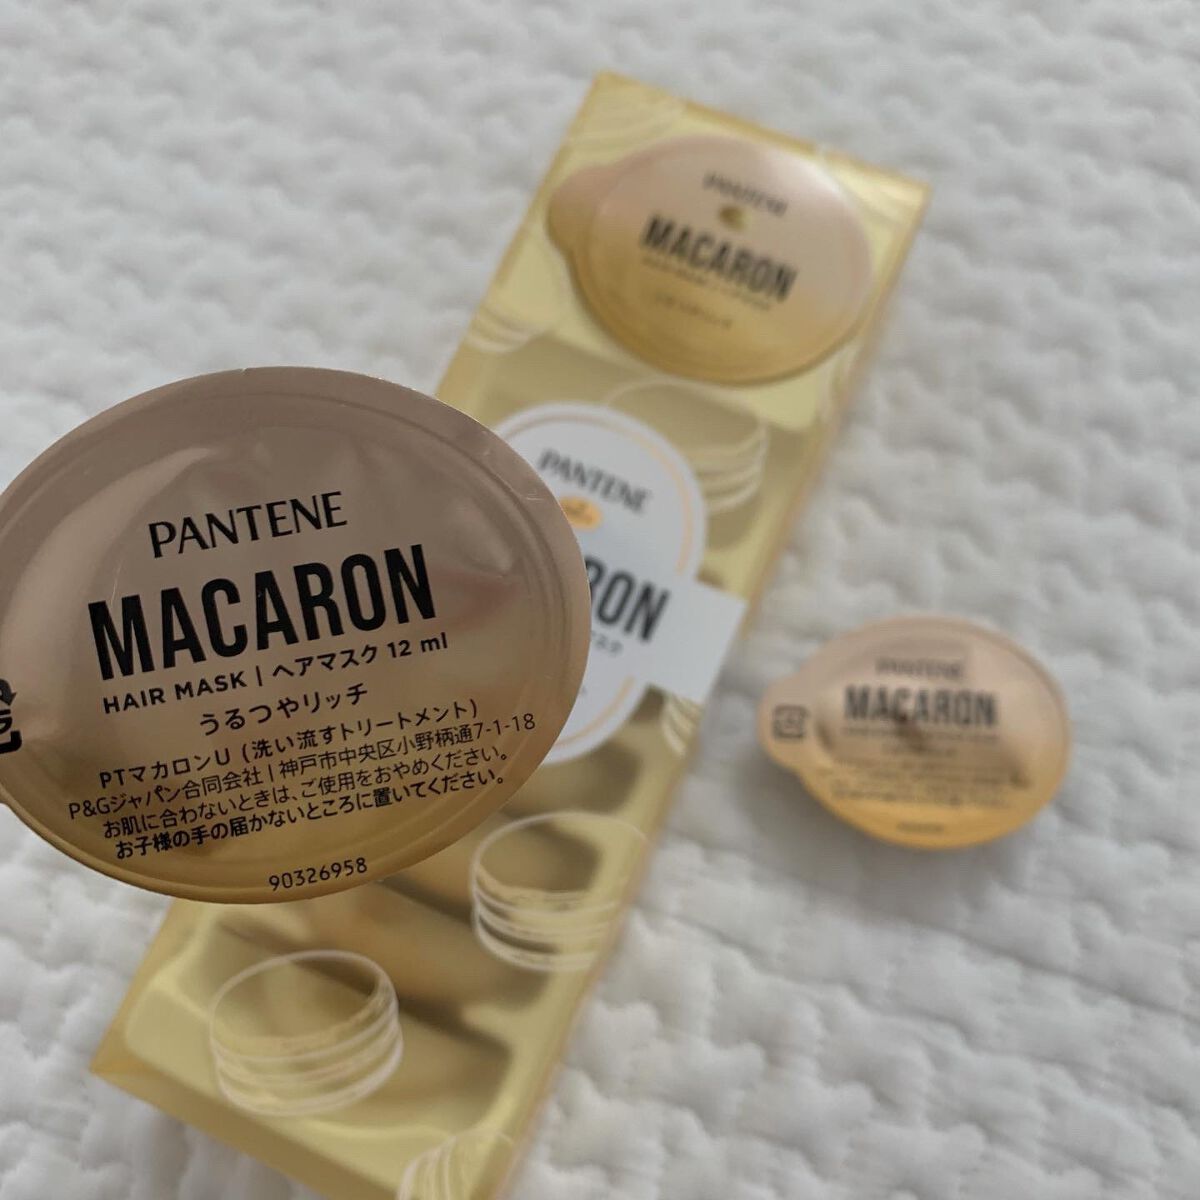 PANTENE
MACARON
HAIR MASK | ヘアマスク 12 ml
うるつやリッチ
PTマカロンU (洗い流すトリートメント)
P&Gジャパン合同会社 | 神戸市中央区小野柄通7-1-18
お肌に合わないときは、ご使用をおやめください。
お子様の手の届かないところに置いてください。
90326958
PANTENE
MACARON
PANTENE
RON
PANTENE
MACARON